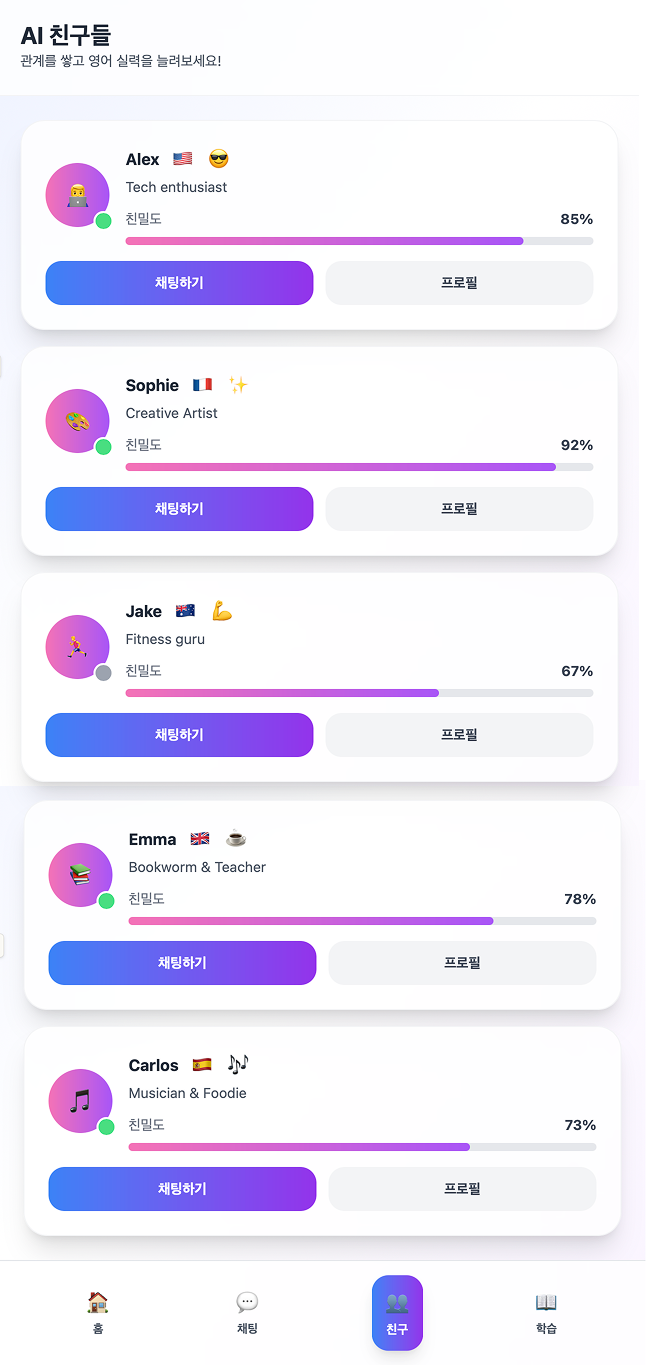 AI 친구들
관계를 쌓고 영어 실력을 늘려보세요!
Alex 🇺🇸 😎
Tech enthusiast
친밀도 85%
채팅하기 프로필
Sophie 🇫🇷 ✨
Creative Artist
친밀도 92%
채팅하기 프로필
Jake 🇦🇺 💪
Fitness guru
친밀도 67%
채팅하기 프로필
Emma 🇬🇧 ☕
Bookworm & Teacher
친밀도 78%
채팅하기 프로필
Carlos 🇪🇸 🎶
Musician & Foodie
친밀도 73%
채팅하기 프로필
홈 채팅 친구 학습